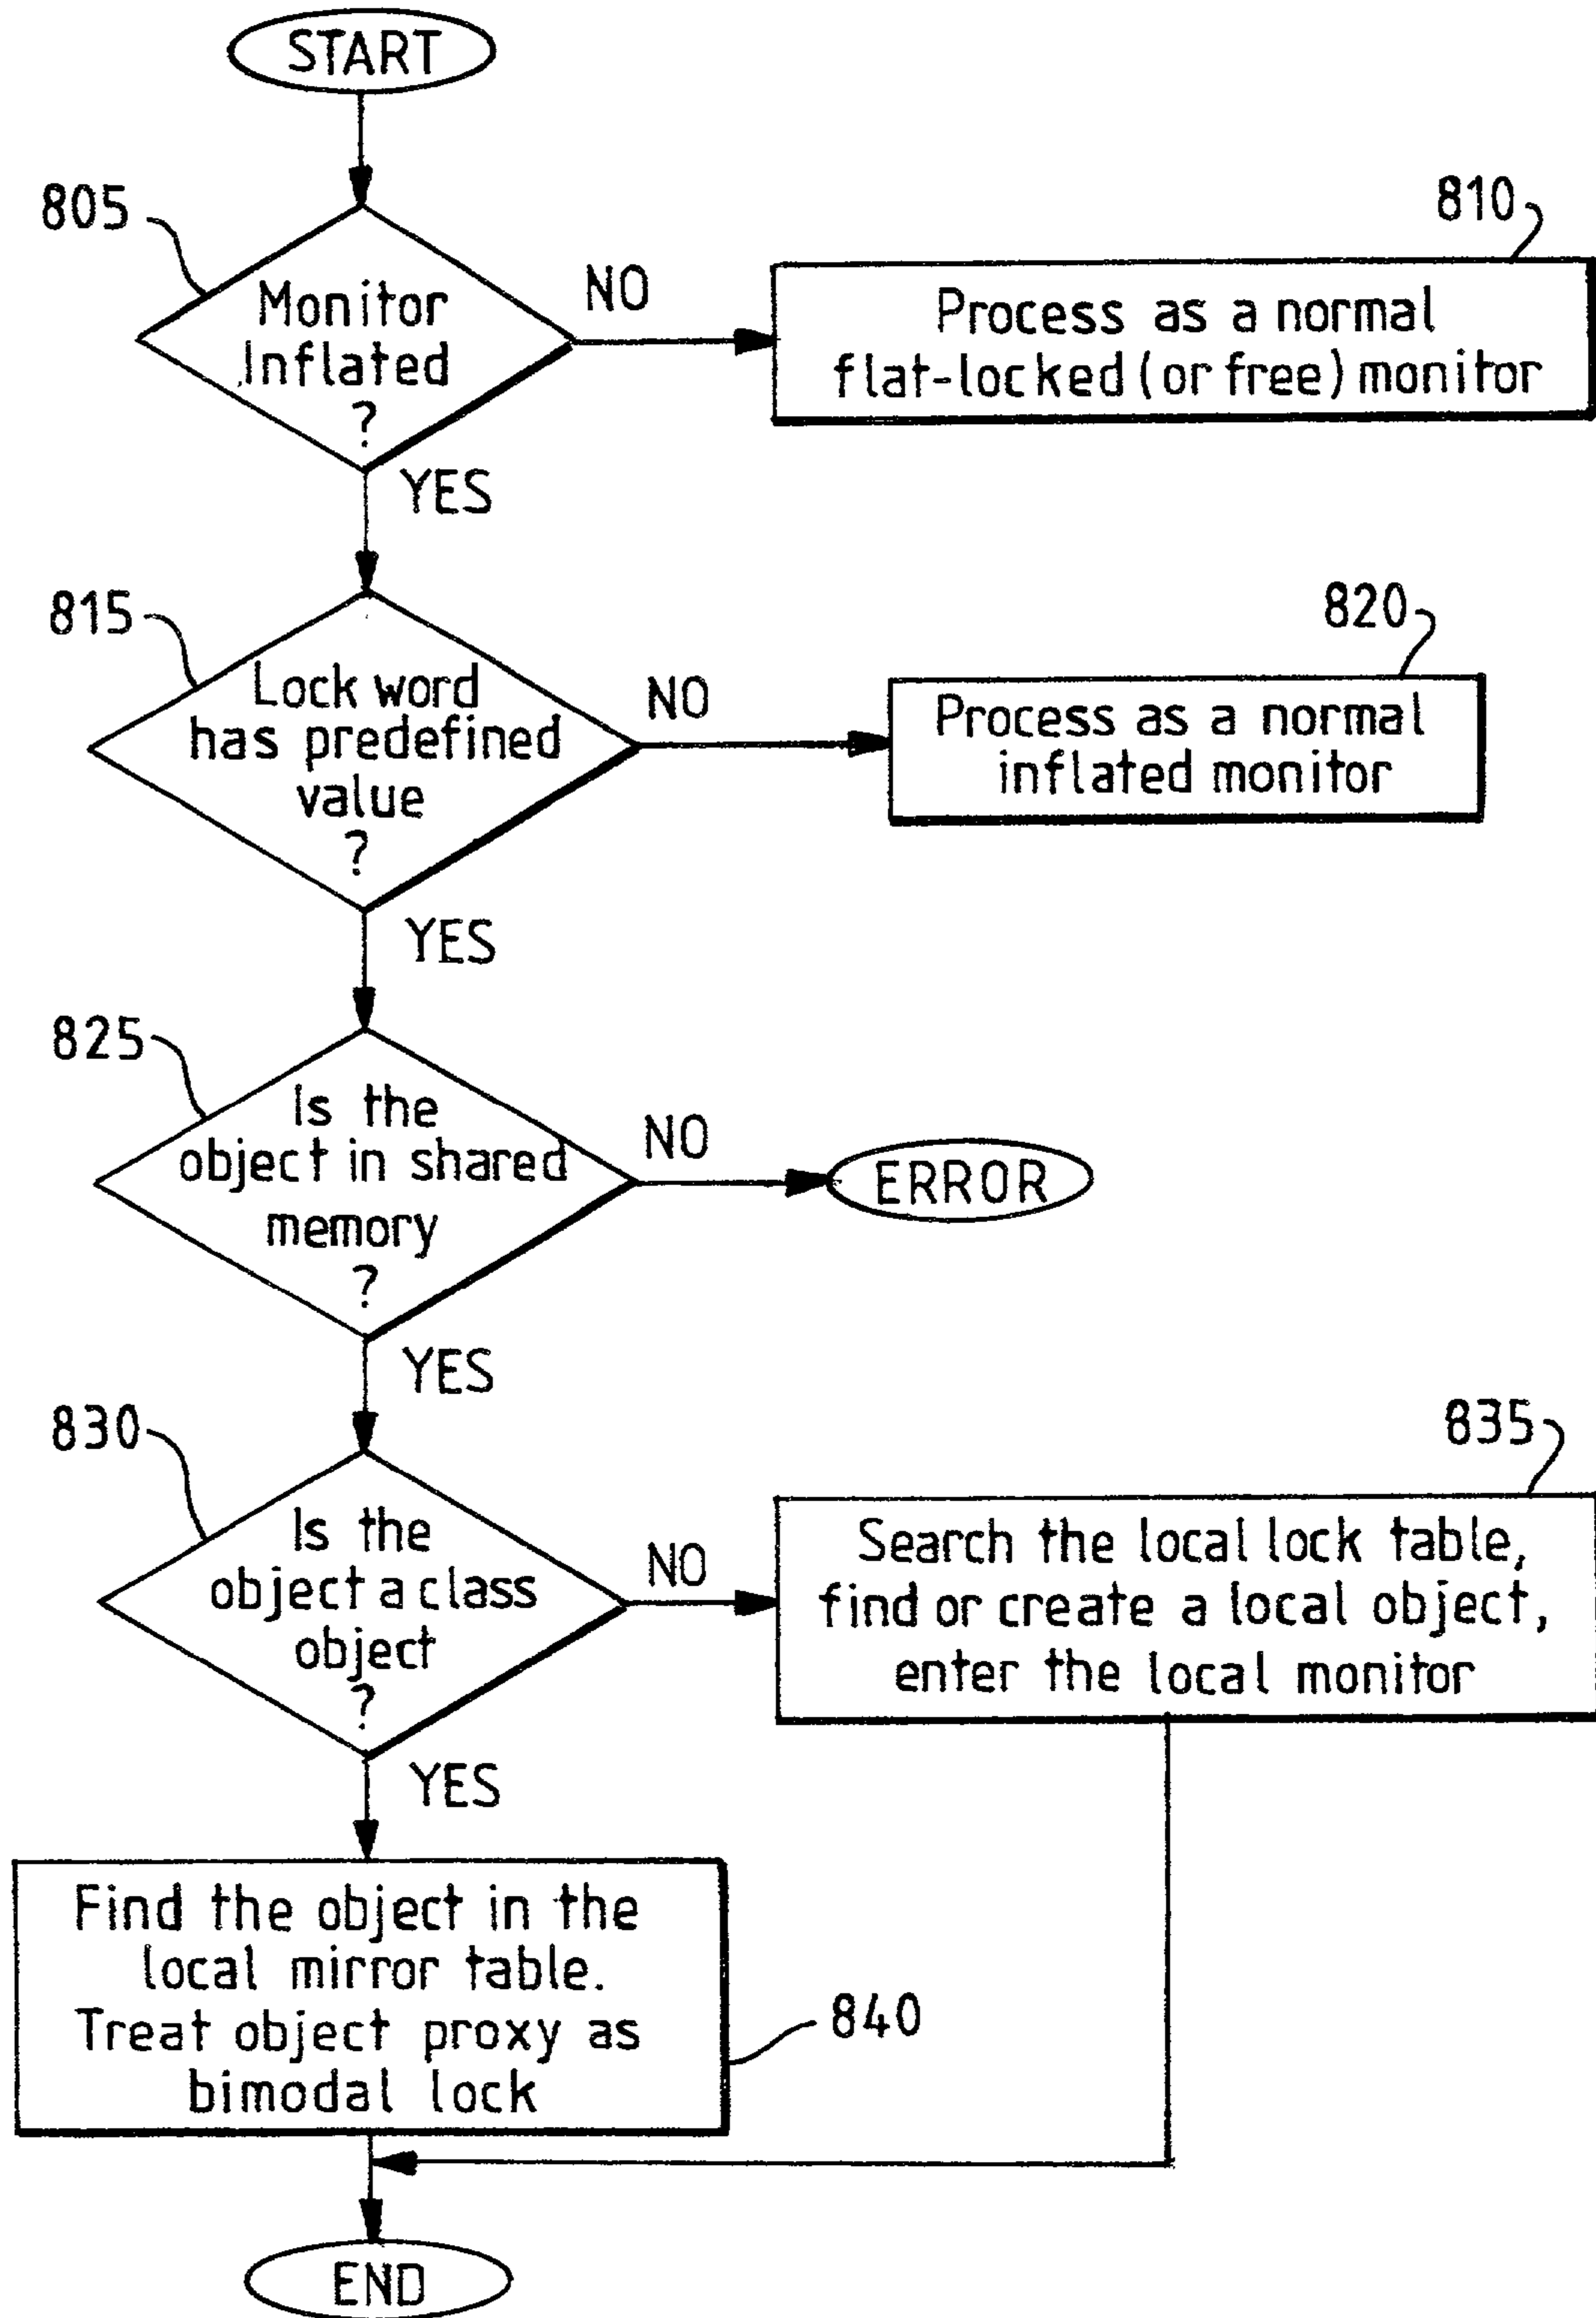 START
805
Monitor
Inflated
?
NO
810
Process as a normal
flat-locked (or free) monitor
YES
815
Lock word
has predefined
value
?
NO
820
Process as a normal
inflated monitor
YES
825
Is the
object in shared
memory
?
NO
ERROR
YES
830
Is the
object a class
object
?
NO
835
Search the local lock table,
find or create a local object,
enter the local monitor
YES
Find the object in the
local mirror table.
Treat object proxy as
bimodal lock
840
END